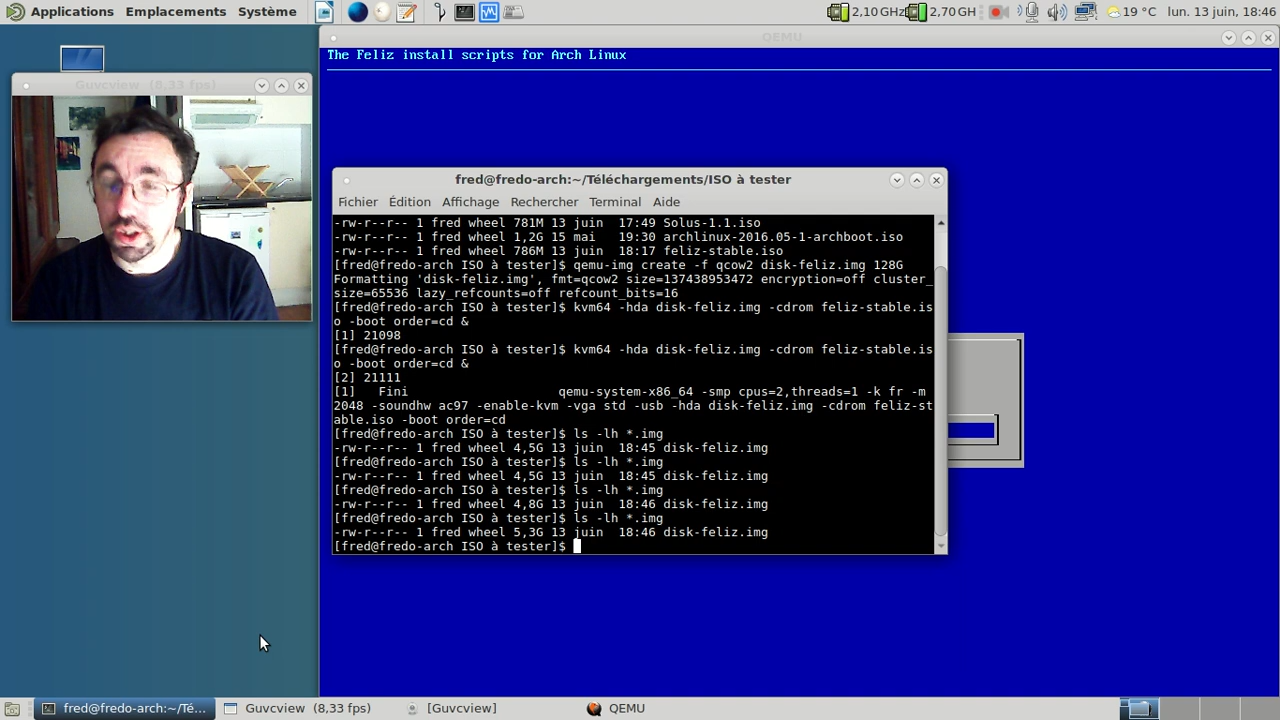 Applications Emplacements Système 2,10 GHz 2,70 GH 19 °C lun. 13 juin, 18:46
QEMU
The Feliz install scripts for Arch Linux
Guvcview (8,33 fps)
fred@fredo-arch:~/Téléchargements/ISO à tester
Fichier Édition Affichage Rechercher Terminal Aide
-rw-r--r-- 1 fred wheel 781M 13 juin  17:49 Solus-1.1.iso
-rw-r--r-- 1 fred wheel 1,2G 15 mai   19:30 archlinux-2016.05-1-archboot.iso
-rw-r--r-- 1 fred wheel 786M 13 juin  18:17 feliz-stable.iso
[fred@fredo-arch ISO à tester]$ qemu-img create -f qcow2 disk-feliz.img 128G
Formatting 'disk-feliz.img', fmt=qcow2 size=137438953472 encryption=off cluster_
size=65536 lazy_refcounts=off refcount_bits=16
[fred@fredo-arch ISO à tester]$ kvm64 -hda disk-feliz.img -cdrom feliz-stable.is
o -boot order=cd &
[1] 21098
[fred@fredo-arch ISO à tester]$ kvm64 -hda disk-feliz.img -cdrom feliz-stable.is
o -boot order=cd &
[2] 21111
[1]   Fini                    qemu-system-x86_64 -smp cpus=2,threads=1 -k fr -m
2048 -soundhw ac97 -enable-kvm -vga std -usb -hda disk-feliz.img -cdrom feliz-st
able.iso -boot order=cd
[fred@fredo-arch ISO à tester]$ ls -lh *.img
-rw-r--r-- 1 fred wheel 4,5G 13 juin  18:45 disk-feliz.img
[fred@fredo-arch ISO à tester]$ ls -lh *.img
-rw-r--r-- 1 fred wheel 4,5G 13 juin  18:45 disk-feliz.img
[fred@fredo-arch ISO à tester]$ ls -lh *.img
-rw-r--r-- 1 fred wheel 4,8G 13 juin  18:46 disk-feliz.img
[fred@fredo-arch ISO à tester]$ ls -lh *.img
-rw-r--r-- 1 fred wheel 5,3G 13 juin  18:46 disk-feliz.img
[fred@fredo-arch ISO à tester]$
fred@fredo-arch:~/Té... Guvcview (8,33 fps) [Guvcview] QEMU